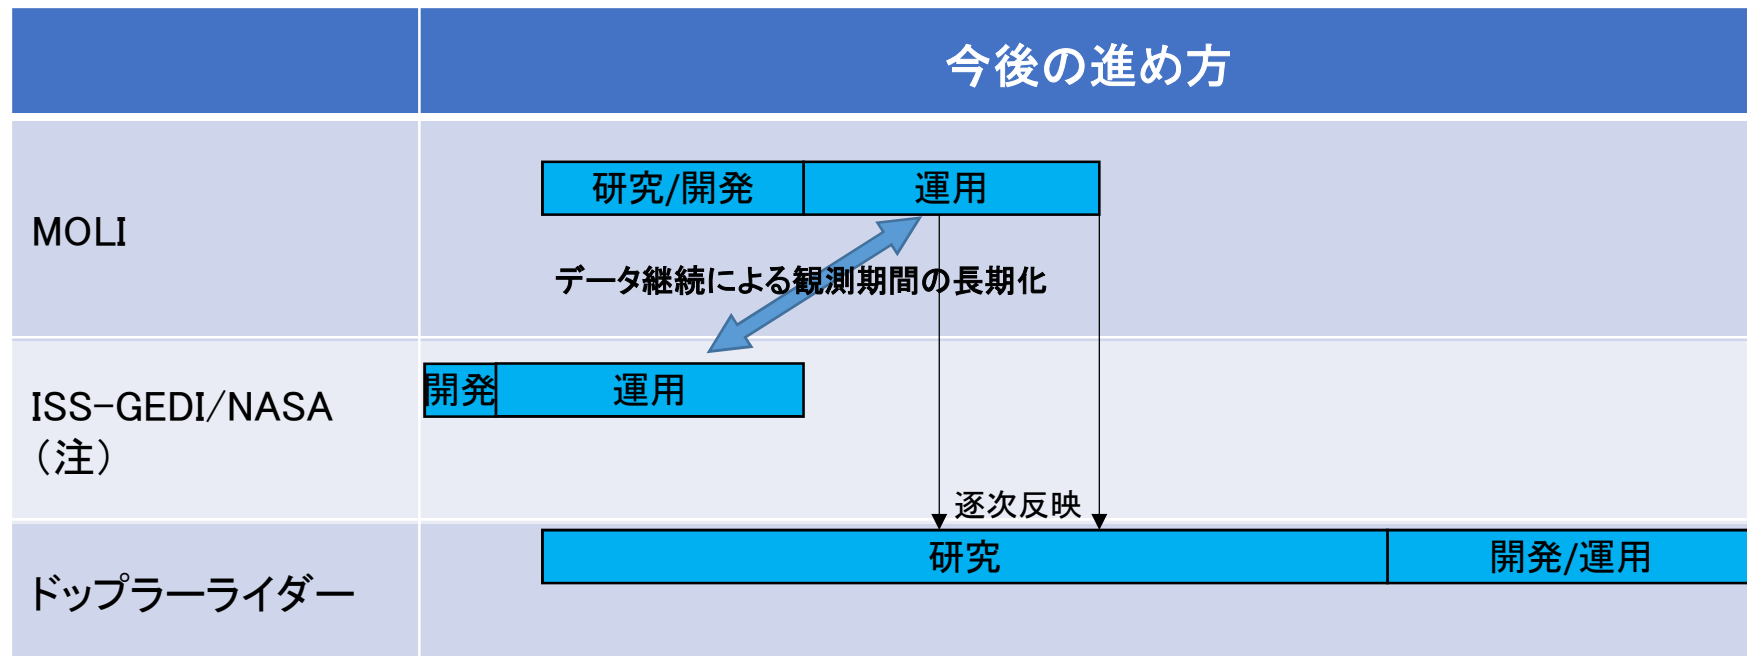 今後の進め方
MOLI
研究/開発
運用
データ継続による観測期間の長期化
ISS-GEDI/NASA
（注）
開発
運用
逐次反映
ドップラーライダー
研究
開発/運用